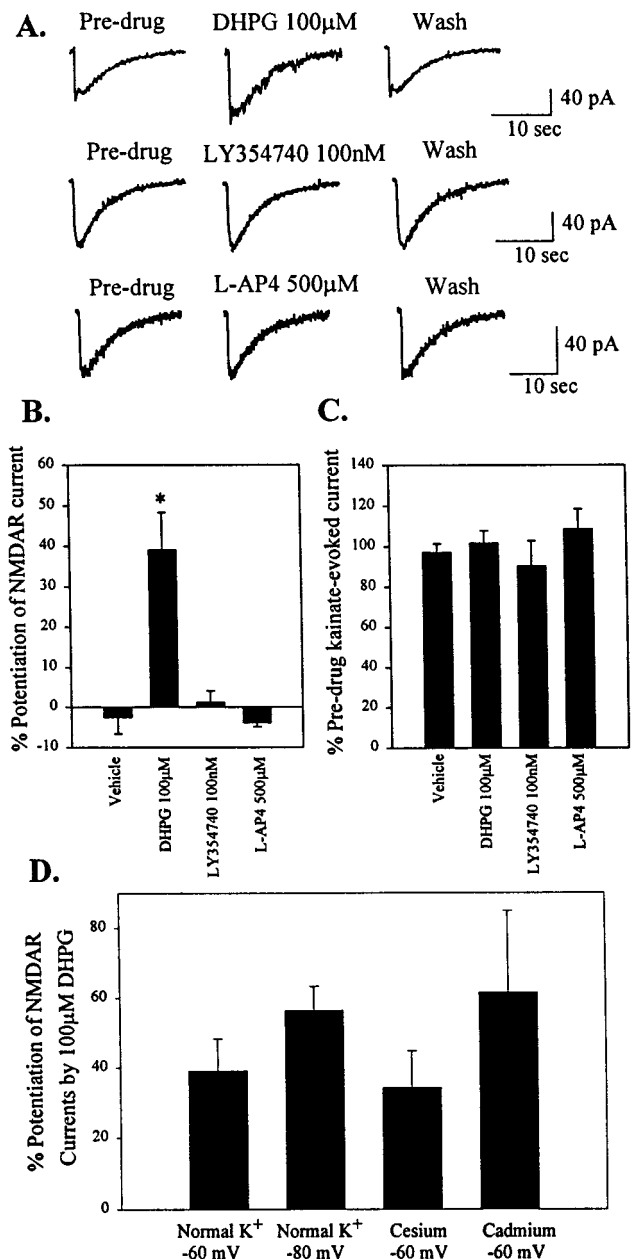 A.
Pre-drug DHPG 100µM Wash
40 pA
10 sec
Pre-drug LY354740 100nM Wash
40 pA
10 sec
Pre-drug L-AP4 500µM Wash
40 pA
10 sec
B.
% Potentiation of NMDAR current
60
50
40
30
20
10
0
-10
*
Vehicle
DHPG 100µM
LY354740 100nM
L-AP4 500µM
C.
% Pre-drug kainate-evoked current
140
120
100
80
60
40
20
0
Vehicle
DHPG 100µM
LY354740 100nM
L-AP4 500µM
D.
% Potentiation of NMDAR
Currents by 100µM DHPG
80
60
40
20
0
Normal K+ Normal K+ Cesium Cadmium
-60 mV -80 mV -60 mV -60 mV